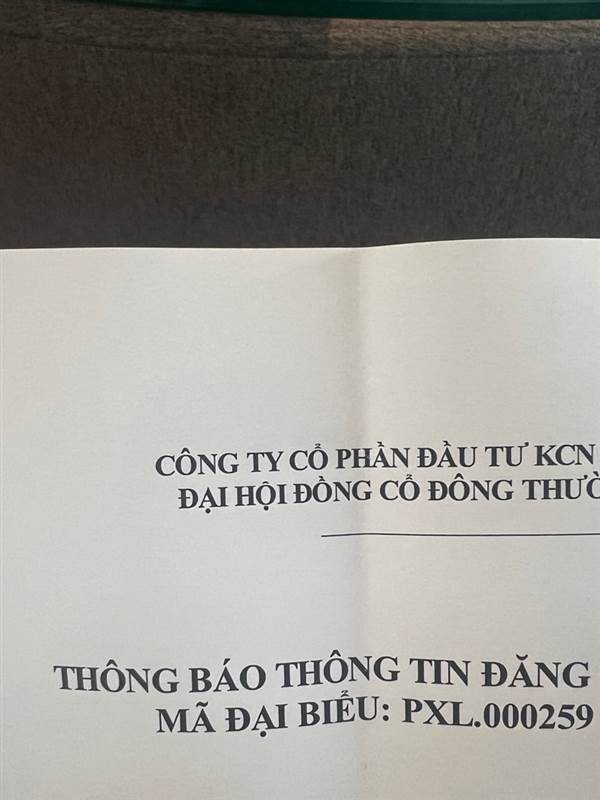 CÔNG TY CỔ PHẦN ĐẦU TƯ KCN
ĐẠI HỘI ĐỒNG CỔ ĐÔNG THƯỜ
THÔNG BÁO THÔNG TIN ĐĂNG
MÃ ĐẠI BIỂU: PXL.000259